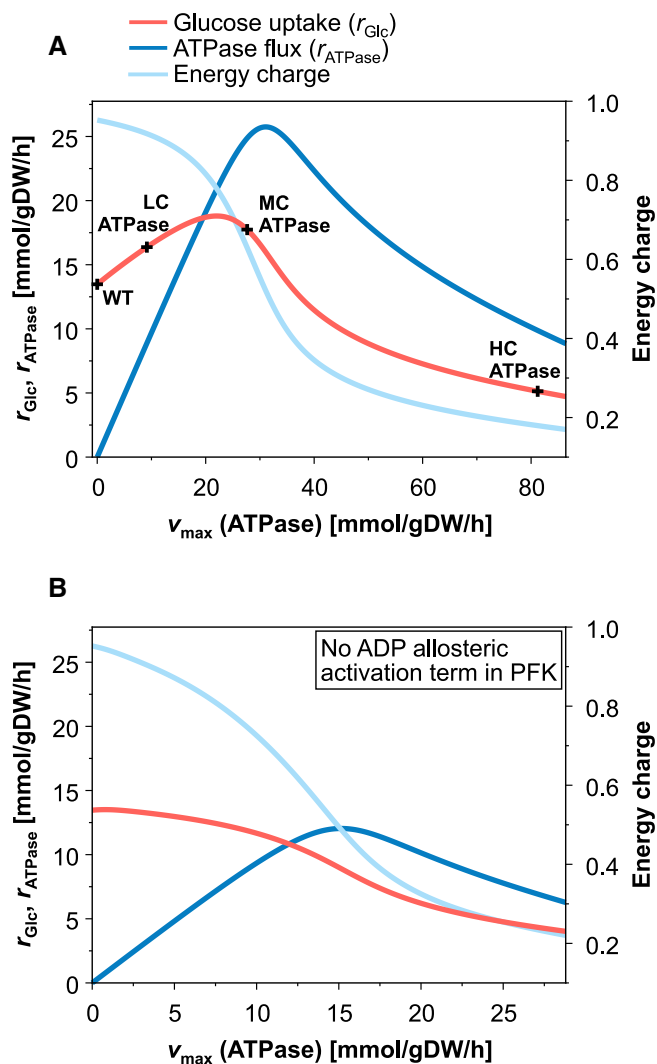 Glucose uptake (rGlc)
A
ATPase flux (rATPase)
Energy charge
25
20
15
10
5
0
rGlc, rATPase [mmol/gDW/h]
LC
ATPase
MC
ATPase
WT
HC
ATPase
1.0
0.8
0.6
0.4
0.2
Energy charge
0
20
40
60
80
vmax (ATPase) [mmol/gDW/h]
B
No ADP allosteric
activation term in PFK
25
20
15
10
5
0
rGlc, rATPase [mmol/gDW/h]
1.0
0.8
0.6
0.4
0.2
Energy charge
0
5
10
15
20
25
vmax (ATPase) [mmol/gDW/h]